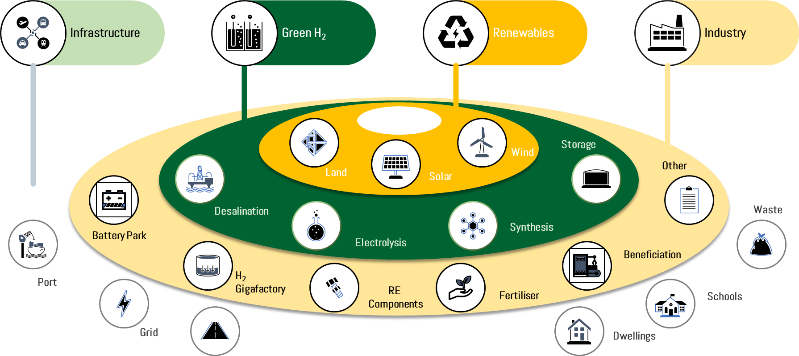 Infrastructure
Green H₂
Renewables
Industry
Land
Solar
Wind
Storage
Other
Desalination
Electrolysis
Synthesis
Battery Park
Waste
Port
H₂
Gigafactory
RE
Components
Fertiliser
Beneficiation
Schools
Grid
Dwellings